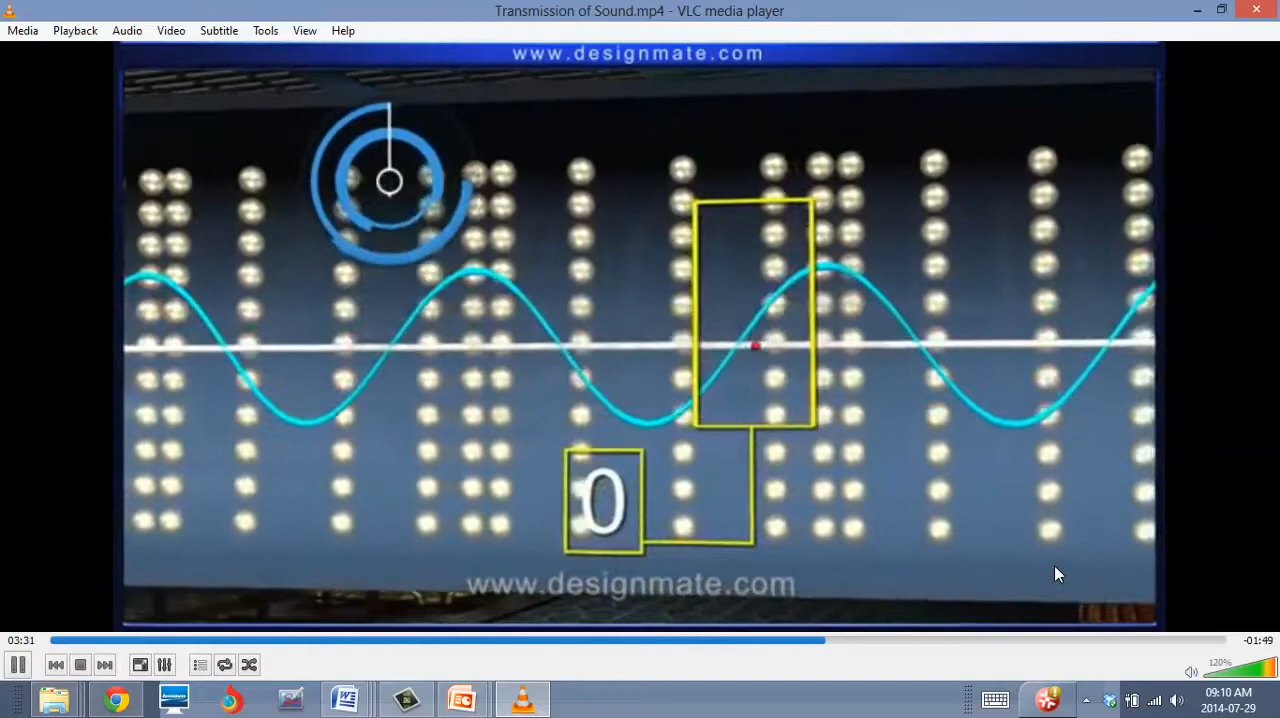 Transmission of Sound.mp4 - VLC media player
Media Playback Audio Video Subtitle Tools View Help
www.designmate.com
0
www.designmate.com
03:31
-01:49
120%
09:10 AM
2014-07-29